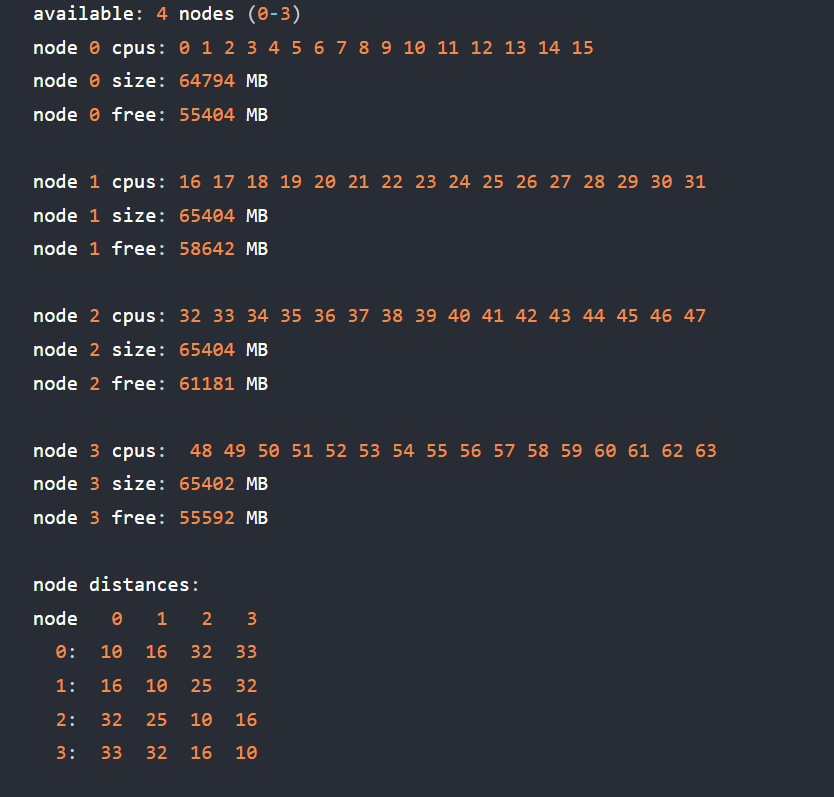 available: 4 nodes (0-3)
node 0 cpus: 0 1 2 3 4 5 6 7 8 9 10 11 12 13 14 15
node 0 size: 64794 MB
node 0 free: 55404 MB
node 1 cpus: 16 17 18 19 20 21 22 23 24 25 26 27 28 29 30 31
node 1 size: 65404 MB
node 1 free: 58642 MB
node 2 cpus: 32 33 34 35 36 37 38 39 40 41 42 43 44 45 46 47
node 2 size: 65404 MB
node 2 free: 61181 MB
node 3 cpus:  48 49 50 51 52 53 54 55 56 57 58 59 60 61 62 63
node 3 size: 65402 MB
node 3 free: 55592 MB
node distances:
node   0   1   2   3
  0:  10  16  32  33
  1:  16  10  25  32
  2:  32  25  10  16
  3:  33  32  16  10